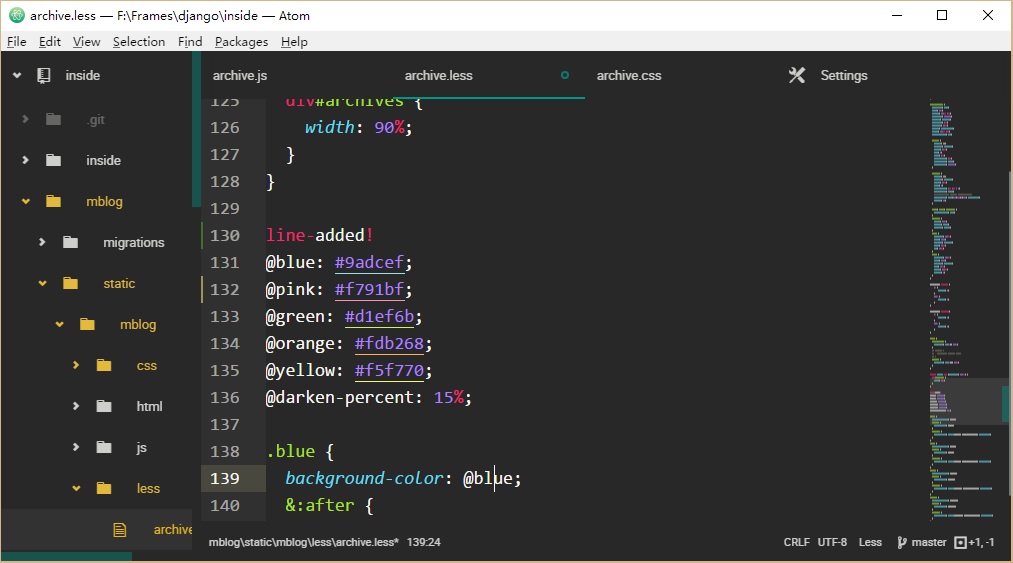 archive.less — F:\Frames\django\inside — Atom
File Edit View Selection Find Packages Help
inside
.git
inside
mblog
migrations
static
mblog
css
html
js
less
archive
archive.js archive.less archive.css Settings
125 div#archives {
126 width: 90%;
127 }
128 }
129
130 line-added!
131 @blue: #9adcef;
132 @pink: #f791bf;
133 @green: #d1ef6b;
134 @orange: #fdb268;
135 @yellow: #f5f770;
136 @darken-percent: 15%;
137
138 .blue {
139 background-color: @blue;
140 &:after {
mblog\static\mblog\less\archive.less* 139:24 CRLF UTF-8 Less master +1, -1